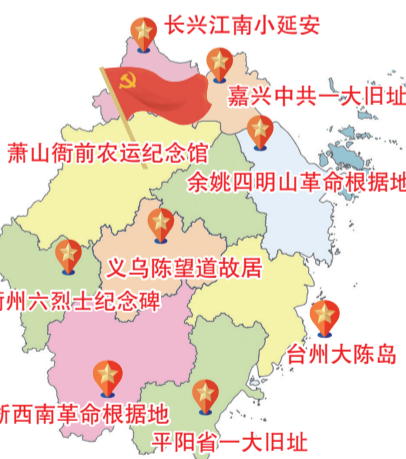 长兴江南小延安
嘉兴中共一大旧址
萧山衙前农运纪念馆
余姚四明山革命根据地
义乌陈望道故居
衢州六烈士纪念碑
台州大陈岛
浙西南革命根据地
平阳省一大旧址